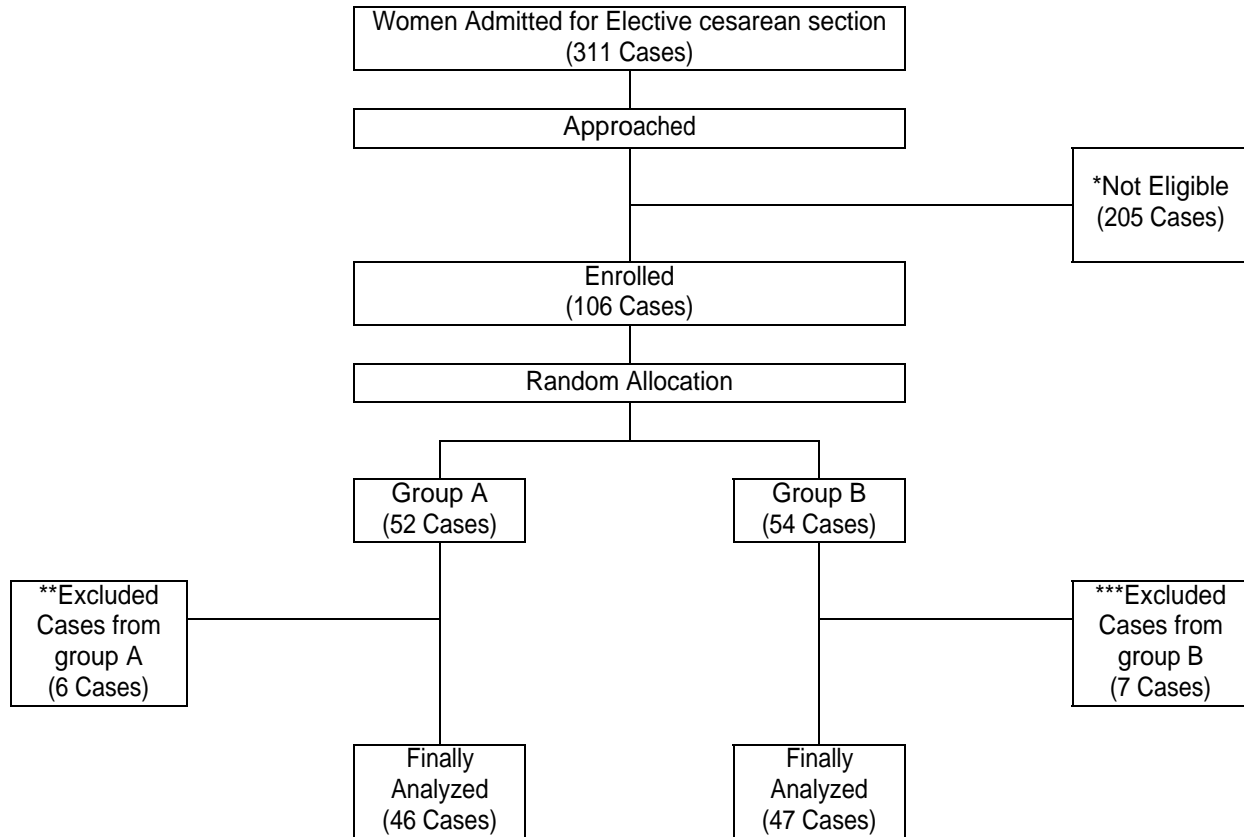 Women Admitted for Elective cesarean section
(311 Cases)
Approached
*Not Eligible
(205 Cases)
Enrolled
(106 Cases)
Random Allocation
Group A
(52 Cases)
Group B
(54 Cases)
**Excluded
Cases from
group A
(6 Cases)
***Excluded
Cases from
group B
(7 Cases)
Finally
Analyzed
(46 Cases)
Finally
Analyzed
(47 Cases)